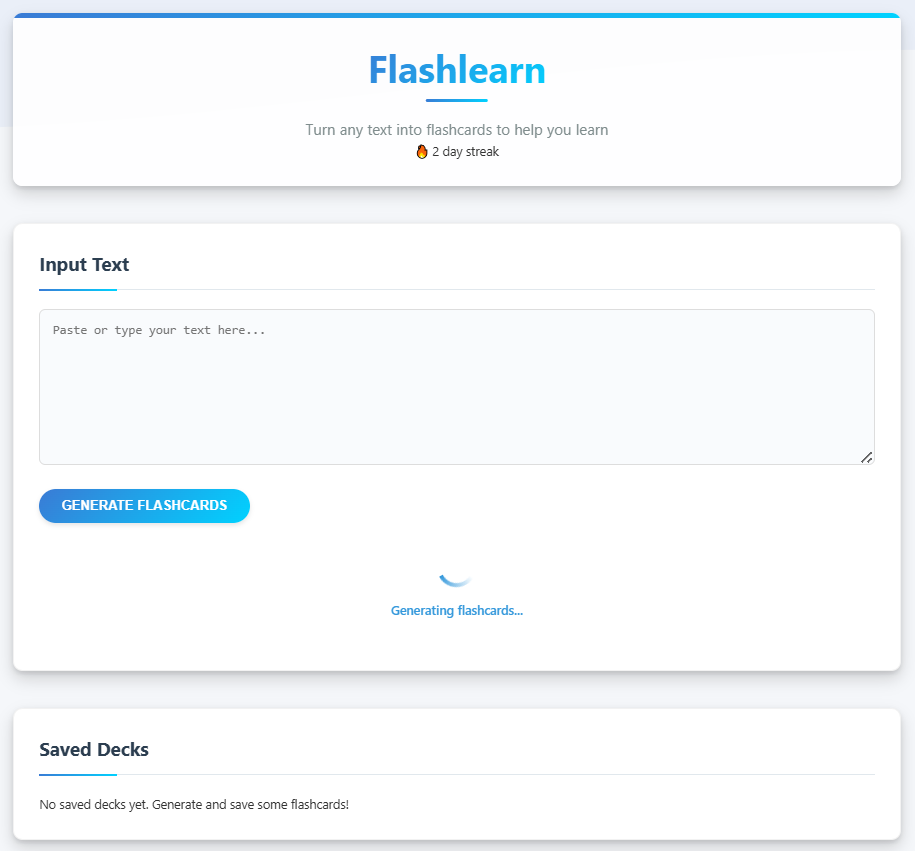 Flashlearn
Turn any text into flashcards to help you learn
🔥 2 day streak
Input Text
Paste or type your text here...
GENERATE FLASHCARDS
Generating flashcards...
Saved Decks
No saved decks yet. Generate and save some flashcards!